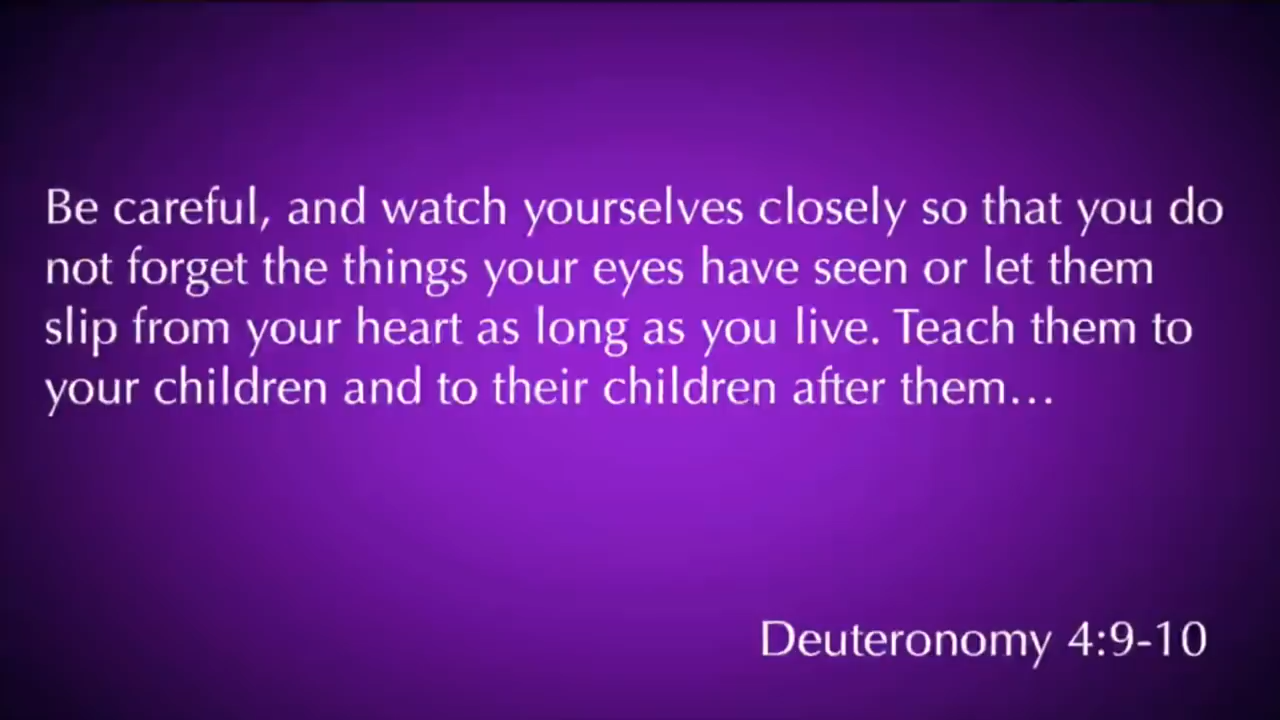 Be careful, and watch yourselves closely so that you do
not forget the things your eyes have seen or let them
slip from your heart as long as you live. Teach them to
your children and to their children after them…
Deuteronomy 4:9-10